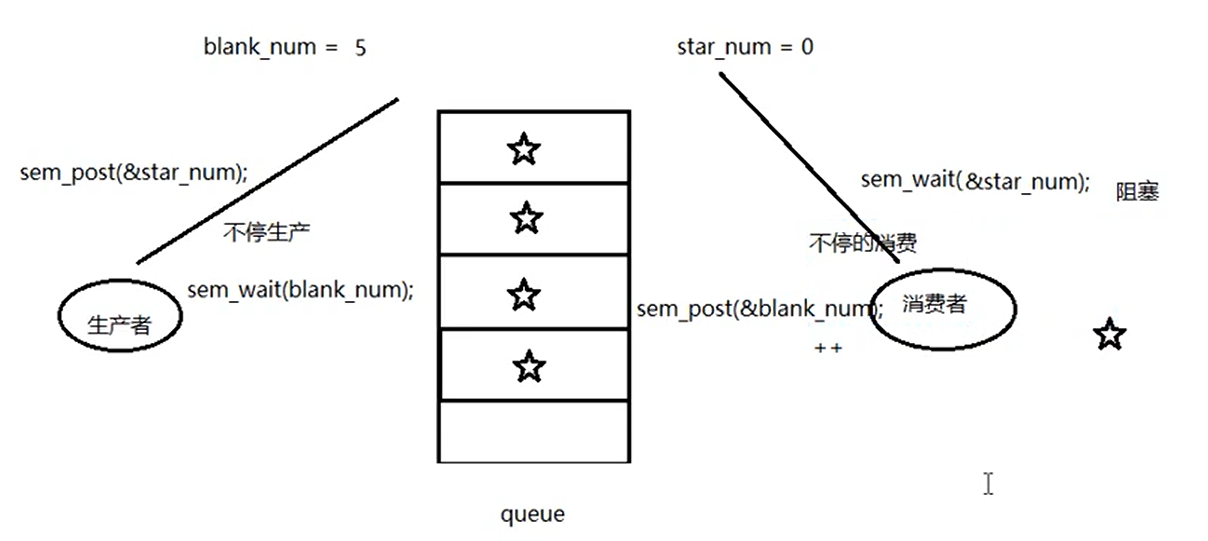 blank_num = 5
star_num = 0
sem_post(&star_num);
sem_wait(&star_num);
阻塞
不停生产
不停的消费
sem_wait(blank_num);
sem_post(&blank_num);
消费者
生产者
++
queue